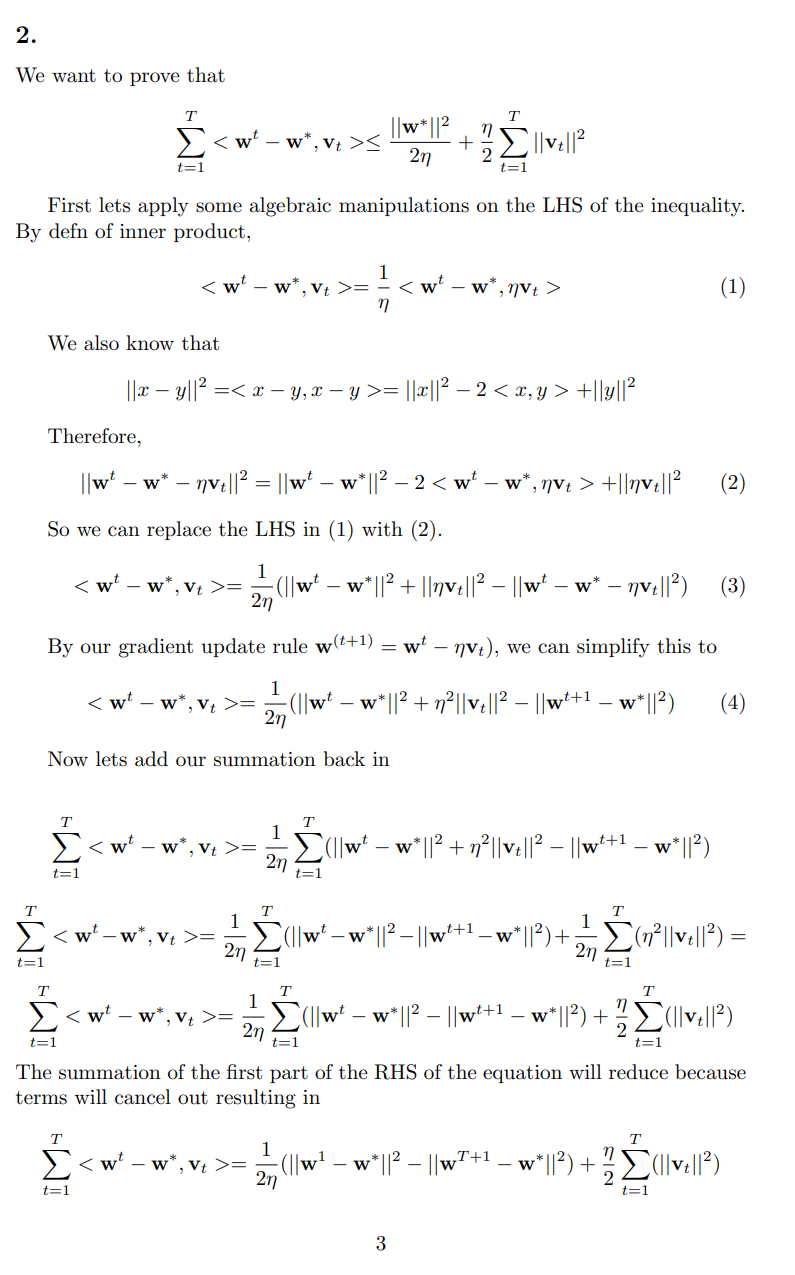 2.
We want to prove that
$$\sum_{t=1}^{T} < \mathbf{w}^t - \mathbf{w}^*, \mathbf{v}_t > \leq \frac{||\mathbf{w}^*||^2}{2\eta} + \frac{\eta}{2} \sum_{t=1}^{T} ||\mathbf{v}_t||^2$$
First lets apply some algebraic manipulations on the LHS of the inequality.
By defn of inner product,
$$< \mathbf{w}^t - \mathbf{w}^*, \mathbf{v}_t >= \frac{1}{\eta} < \mathbf{w}^t - \mathbf{w}^*, \eta\mathbf{v}_t > \quad (1)$$
We also know that
$$||x - y||^2 =< x - y, x - y >= ||x||^2 - 2 < x, y > +||y||^2$$
Therefore,
$$||\mathbf{w}^t - \mathbf{w}^* - \eta\mathbf{v}_t||^2 = ||\mathbf{w}^t - \mathbf{w}^*||^2 - 2 < \mathbf{w}^t - \mathbf{w}^*, \eta\mathbf{v}_t > +||\eta\mathbf{v}_t||^2 \quad (2)$$
So we can replace the LHS in (1) with (2).
$$< \mathbf{w}^t - \mathbf{w}^*, \mathbf{v}_t >= \frac{1}{2\eta}(||\mathbf{w}^t - \mathbf{w}^*||^2 + ||\eta\mathbf{v}_t||^2 - ||\mathbf{w}^t - \mathbf{w}^* - \eta\mathbf{v}_t||^2) \quad (3)$$
By our gradient update rule $\mathbf{w}^{(t+1)} = \mathbf{w}^t - \eta\mathbf{v}_t)$, we can simplify this to
$$< \mathbf{w}^t - \mathbf{w}^*, \mathbf{v}_t >= \frac{1}{2\eta}(||\mathbf{w}^t - \mathbf{w}^*||^2 + \eta^2||\mathbf{v}_t||^2 - ||\mathbf{w}^{t+1} - \mathbf{w}^*||^2) \quad (4)$$
Now lets add our summation back in
$$\sum_{t=1}^{T} < \mathbf{w}^t - \mathbf{w}^*, \mathbf{v}_t >= \frac{1}{2\eta} \sum_{t=1}^{T}(||\mathbf{w}^t - \mathbf{w}^*||^2 + \eta^2||\mathbf{v}_t||^2 - ||\mathbf{w}^{t+1} - \mathbf{w}^*||^2)$$
$$\sum_{t=1}^{T} < \mathbf{w}^t - \mathbf{w}^*, \mathbf{v}_t >= \frac{1}{2\eta} \sum_{t=1}^{T}(||\mathbf{w}^t - \mathbf{w}^*||^2 - ||\mathbf{w}^{t+1} - \mathbf{w}^*||^2) + \frac{1}{2\eta} \sum_{t=1}^{T}(\eta^2||\mathbf{v}_t||^2) =$$
$$\sum_{t=1}^{T} < \mathbf{w}^t - \mathbf{w}^*, \mathbf{v}_t >= \frac{1}{2\eta} \sum_{t=1}^{T}(||\mathbf{w}^t - \mathbf{w}^*||^2 - ||\mathbf{w}^{t+1} - \mathbf{w}^*||^2) + \frac{\eta}{2} \sum_{t=1}^{T}(||\mathbf{v}_t||^2)$$
The summation of the first part of the RHS of the equation will reduce because
terms will cancel out resulting in
$$\sum_{t=1}^{T} < \mathbf{w}^t - \mathbf{w}^*, \mathbf{v}_t >= \frac{1}{2\eta}(||\mathbf{w}^1 - \mathbf{w}^*||^2 - ||\mathbf{w}^{T+1} - \mathbf{w}^*||^2) + \frac{\eta}{2} \sum_{t=1}^{T}(||\mathbf{v}_t||^2)$$
3